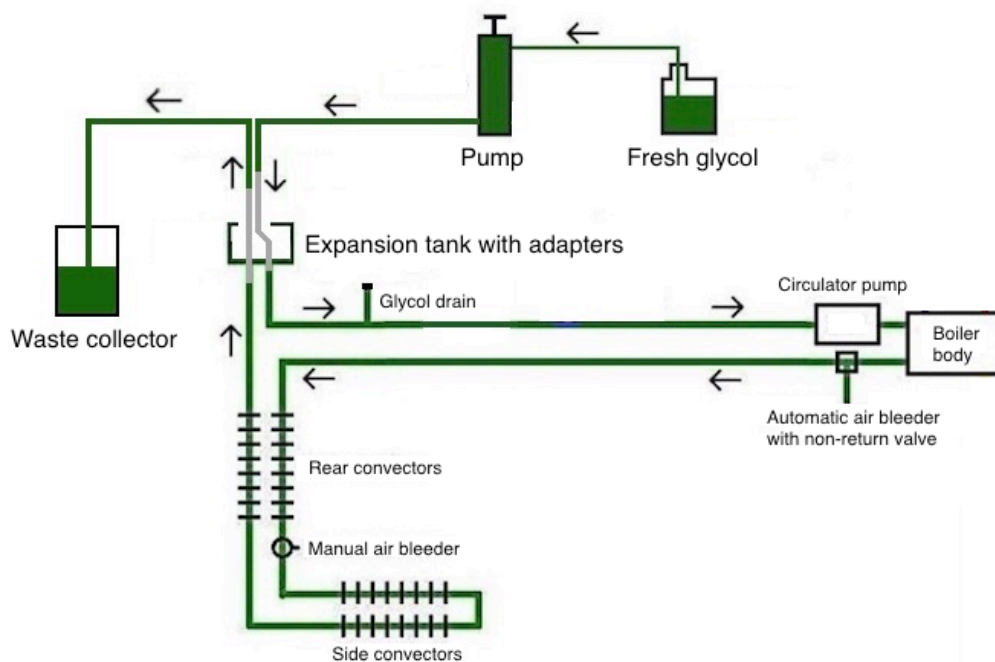 Pump
Fresh glycol
Expansion tank with adapters
Circulator pump
Glycol drain
Waste collector
Boiler
body
Automatic air bleeder
with non-return valve
Rear convectors
Manual air bleeder
Side convectors